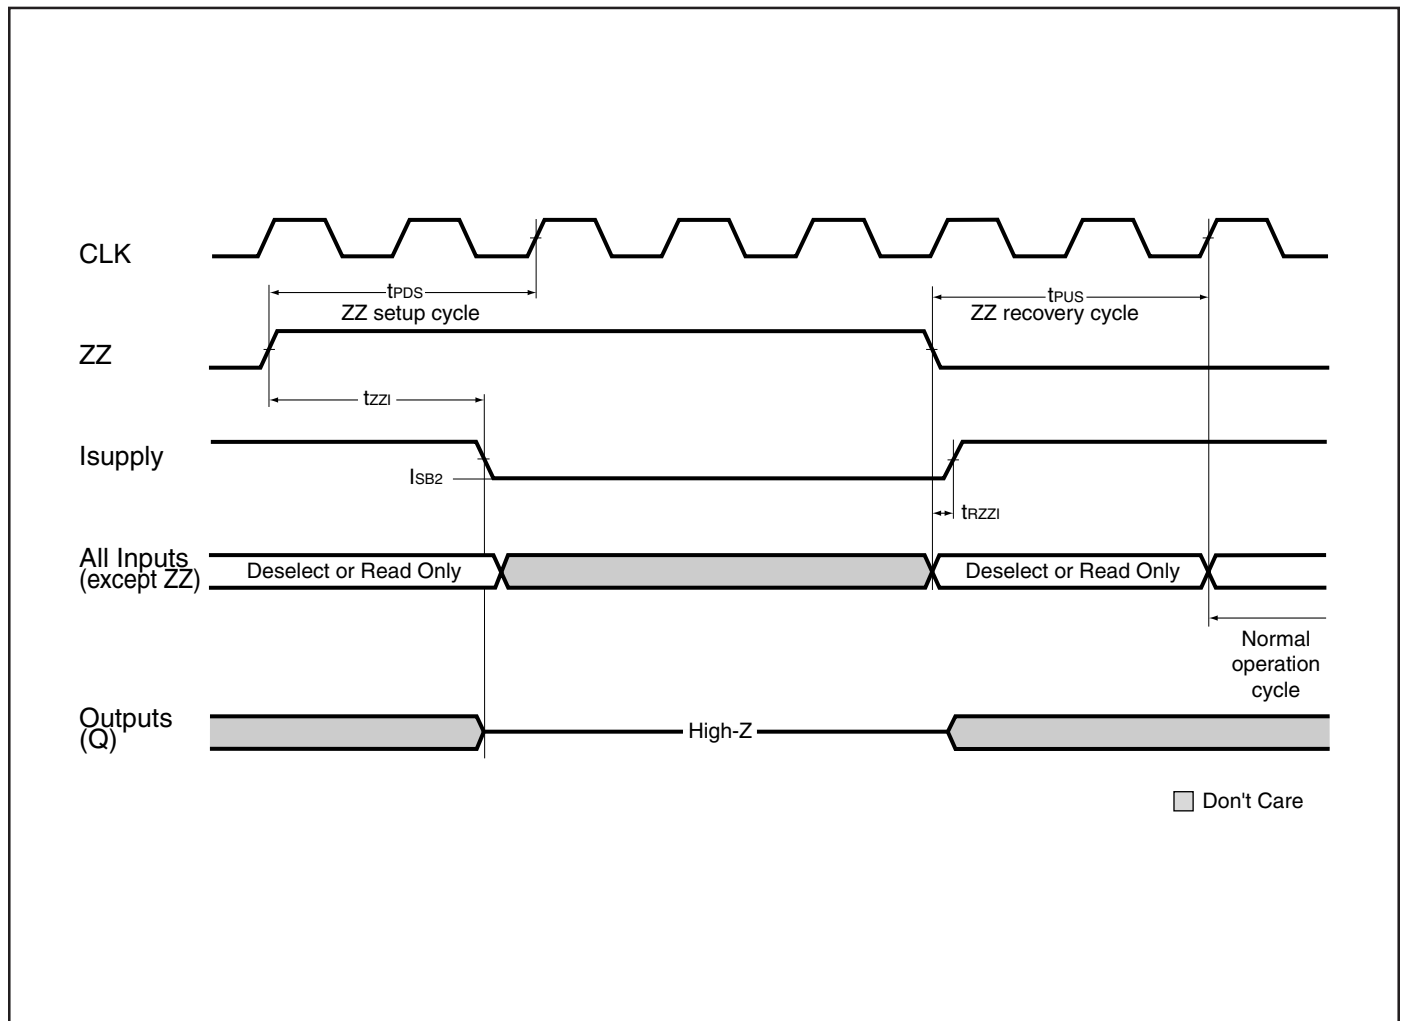 CLK
tPDS
ZZ setup cycle
tPUS
ZZ recovery cycle
ZZ
tZZI
Isupply
ISB2
tRZZI
All Inputs
(except ZZ)
Deselect or Read Only
Deselect or Read Only
Normal
operation
cycle
Outputs
(Q)
High-Z
Don't Care